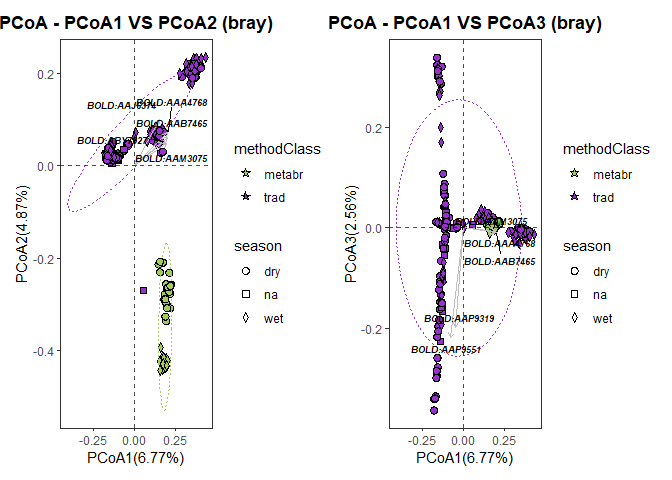 PCoA - PCoA1 VS PCoA2 (bray)
PCoA2(4.87%)
0.2
0.0
-0.2
-0.4
BOLD:AAA4768
BOLD:AAB7465
BOLD:AAM3075
-0.25
0.00
0.25
PCoA1(6.77%)
methodClass
metabr
trad
season
dry
na
wet
PCoA - PCoA1 VS PCoA3 (bray)
PCoA3(2.56%)
0.2
0.0
-0.2
BOLD:AAB7465
BOLD:AAP9319
BOLD:AAP9551
-0.25
0.00
0.25
PCoA1(6.77%)
methodClass
metabr
trad
season
dry
na
wet